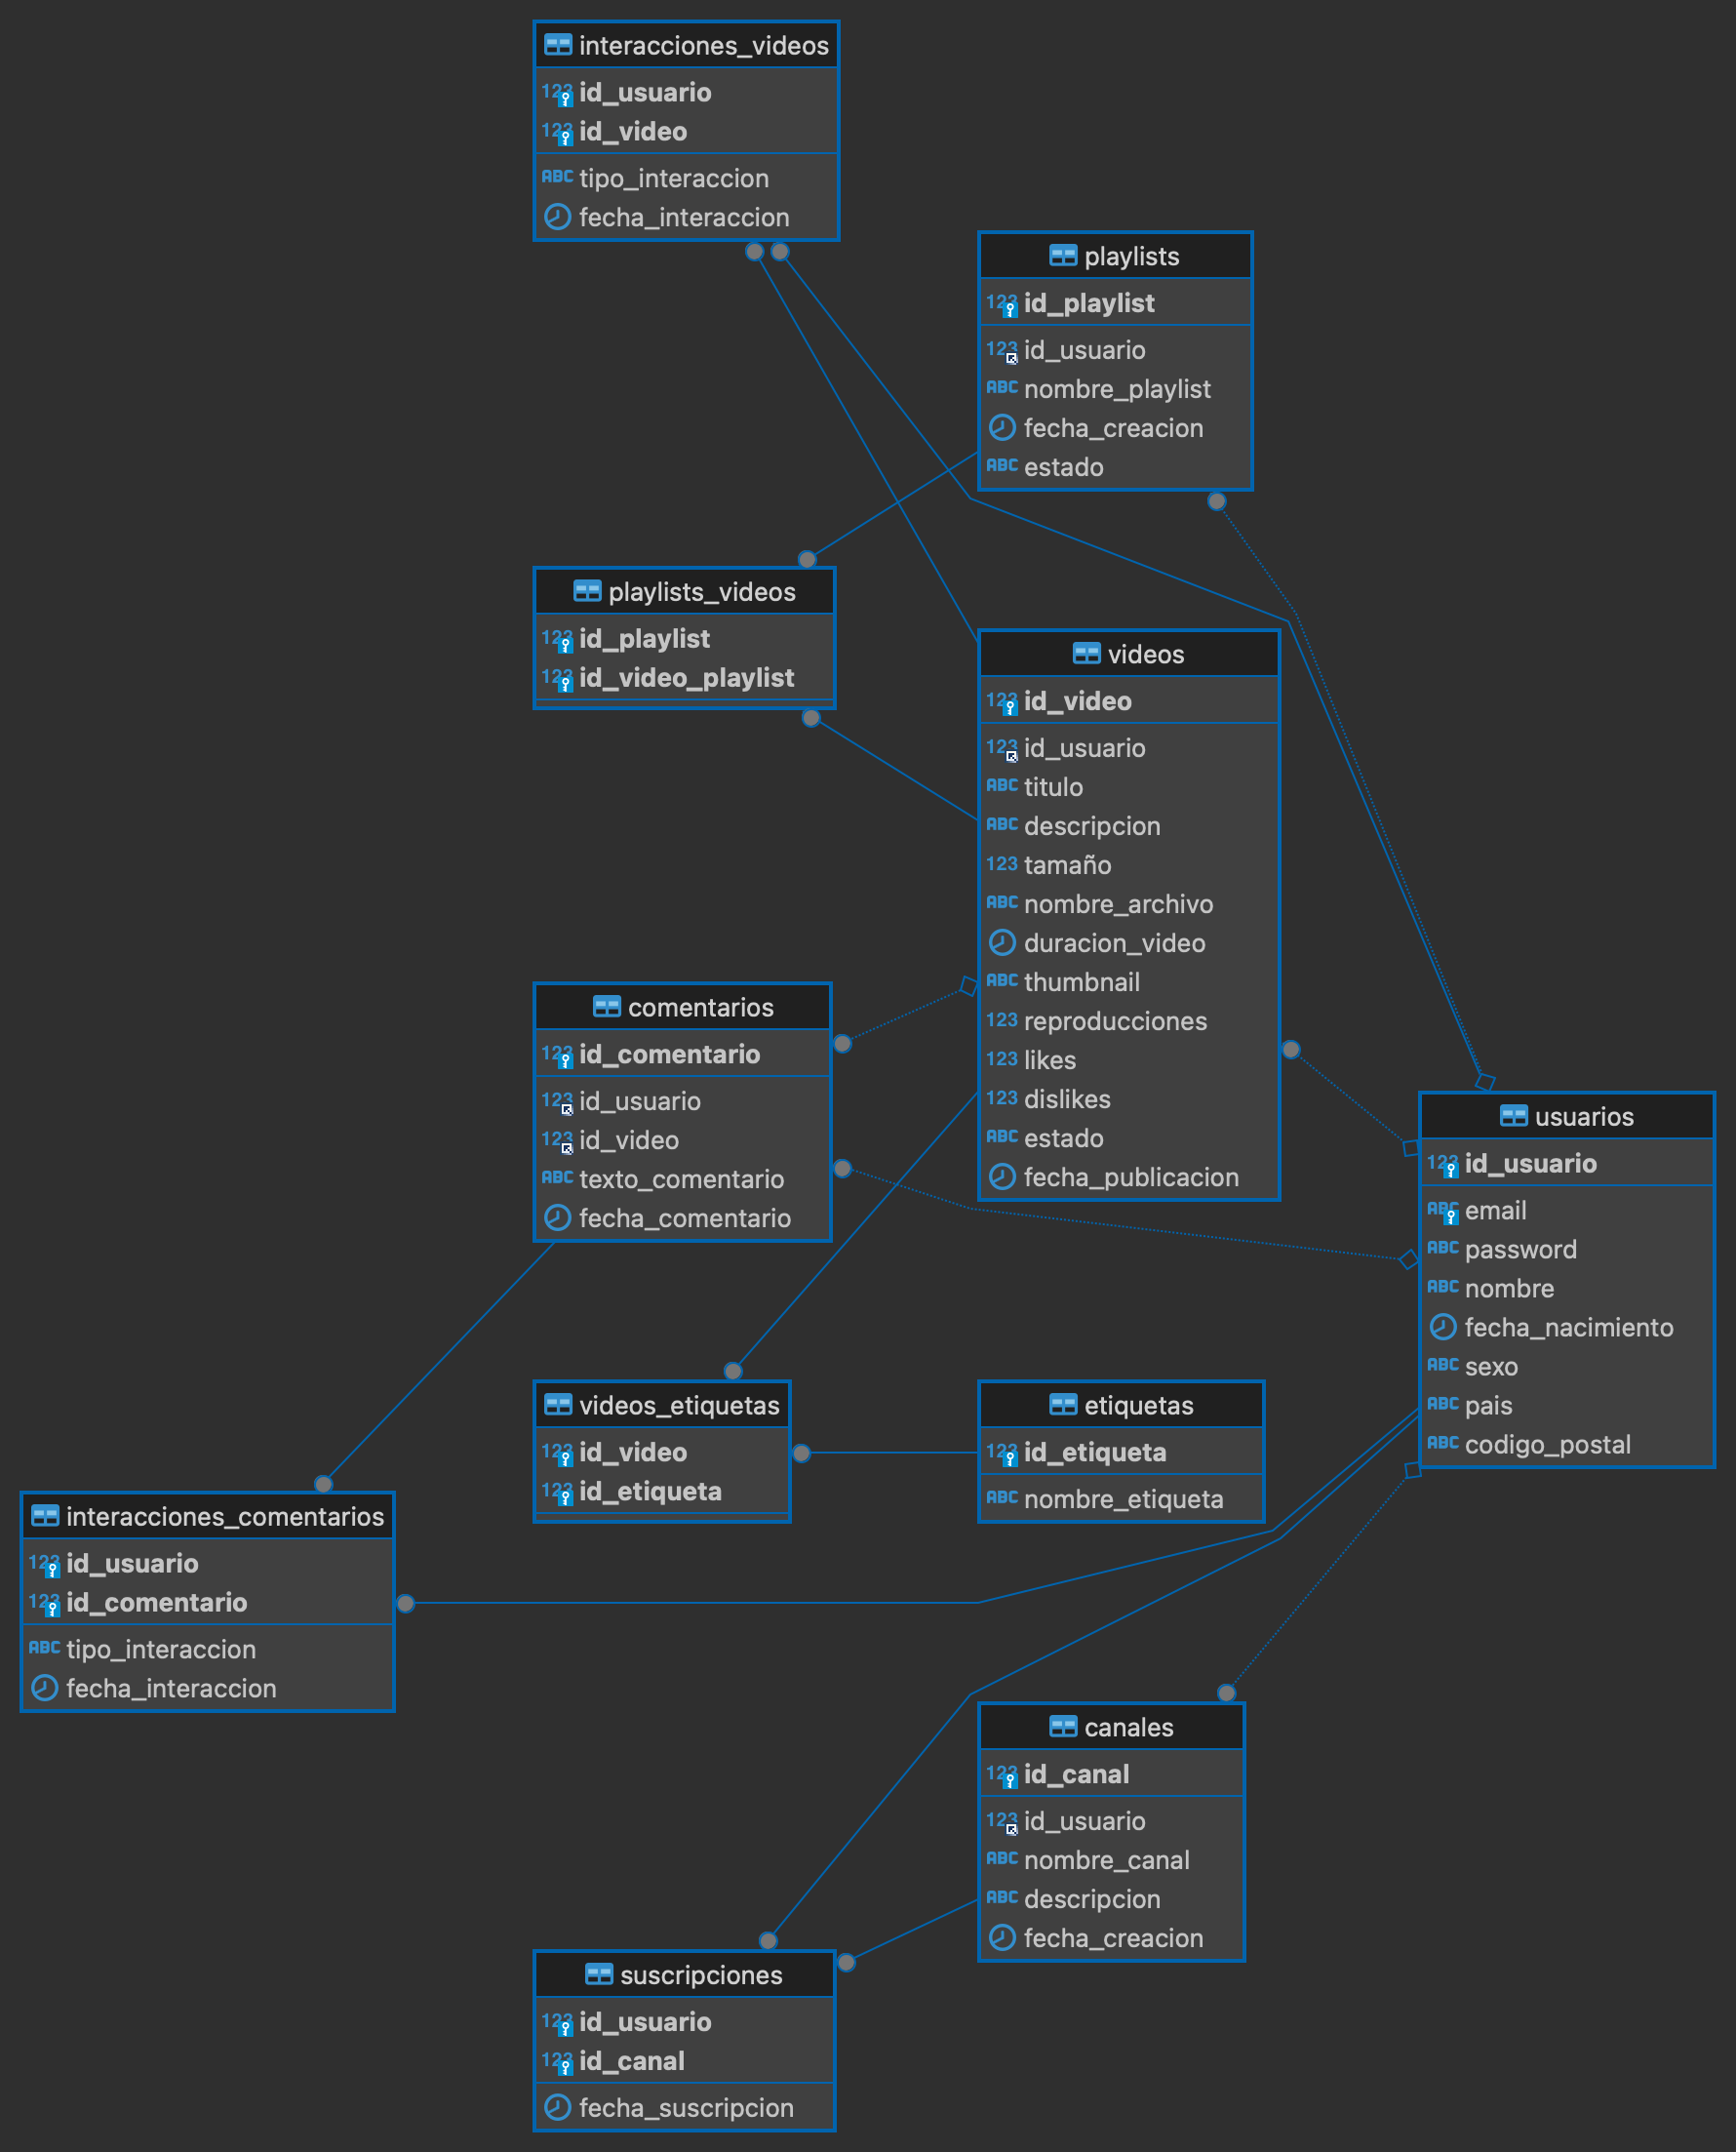 interacciones_videos
123 id_usuario
123 id_video
ABC tipo_interaccion
fecha_interaccion
playlists
123 id_playlist
123 id_usuario
ABC nombre_playlist
fecha_creacion
ABC estado
playlists_videos
123 id_playlist
123 id_video_playlist
videos
123 id_video
123 id_usuario
ABC titulo
ABC descripcion
123 tamaño
ABC nombre_archivo
duracion_video
ABC thumbnail
123 reproducciones
123 likes
123 dislikes
ABC estado
fecha_publicacion
comentarios
123 id_comentario
123 id_usuario
123 id_video
ABC texto_comentario
fecha_comentario
usuarios
123 id_usuario
ABC email
ABC password
ABC nombre
fecha_nacimiento
ABC sexo
ABC pais
ABC codigo_postal
videos_etiquetas
123 id_video
123 id_etiqueta
etiquetas
123 id_etiqueta
ABC nombre_etiqueta
interacciones_comentarios
123 id_usuario
123 id_comentario
ABC tipo_interaccion
fecha_interaccion
canales
123 id_canal
123 id_usuario
ABC nombre_canal
ABC descripcion
fecha_creacion
suscripciones
123 id_usuario
123 id_canal
fecha_suscripcion